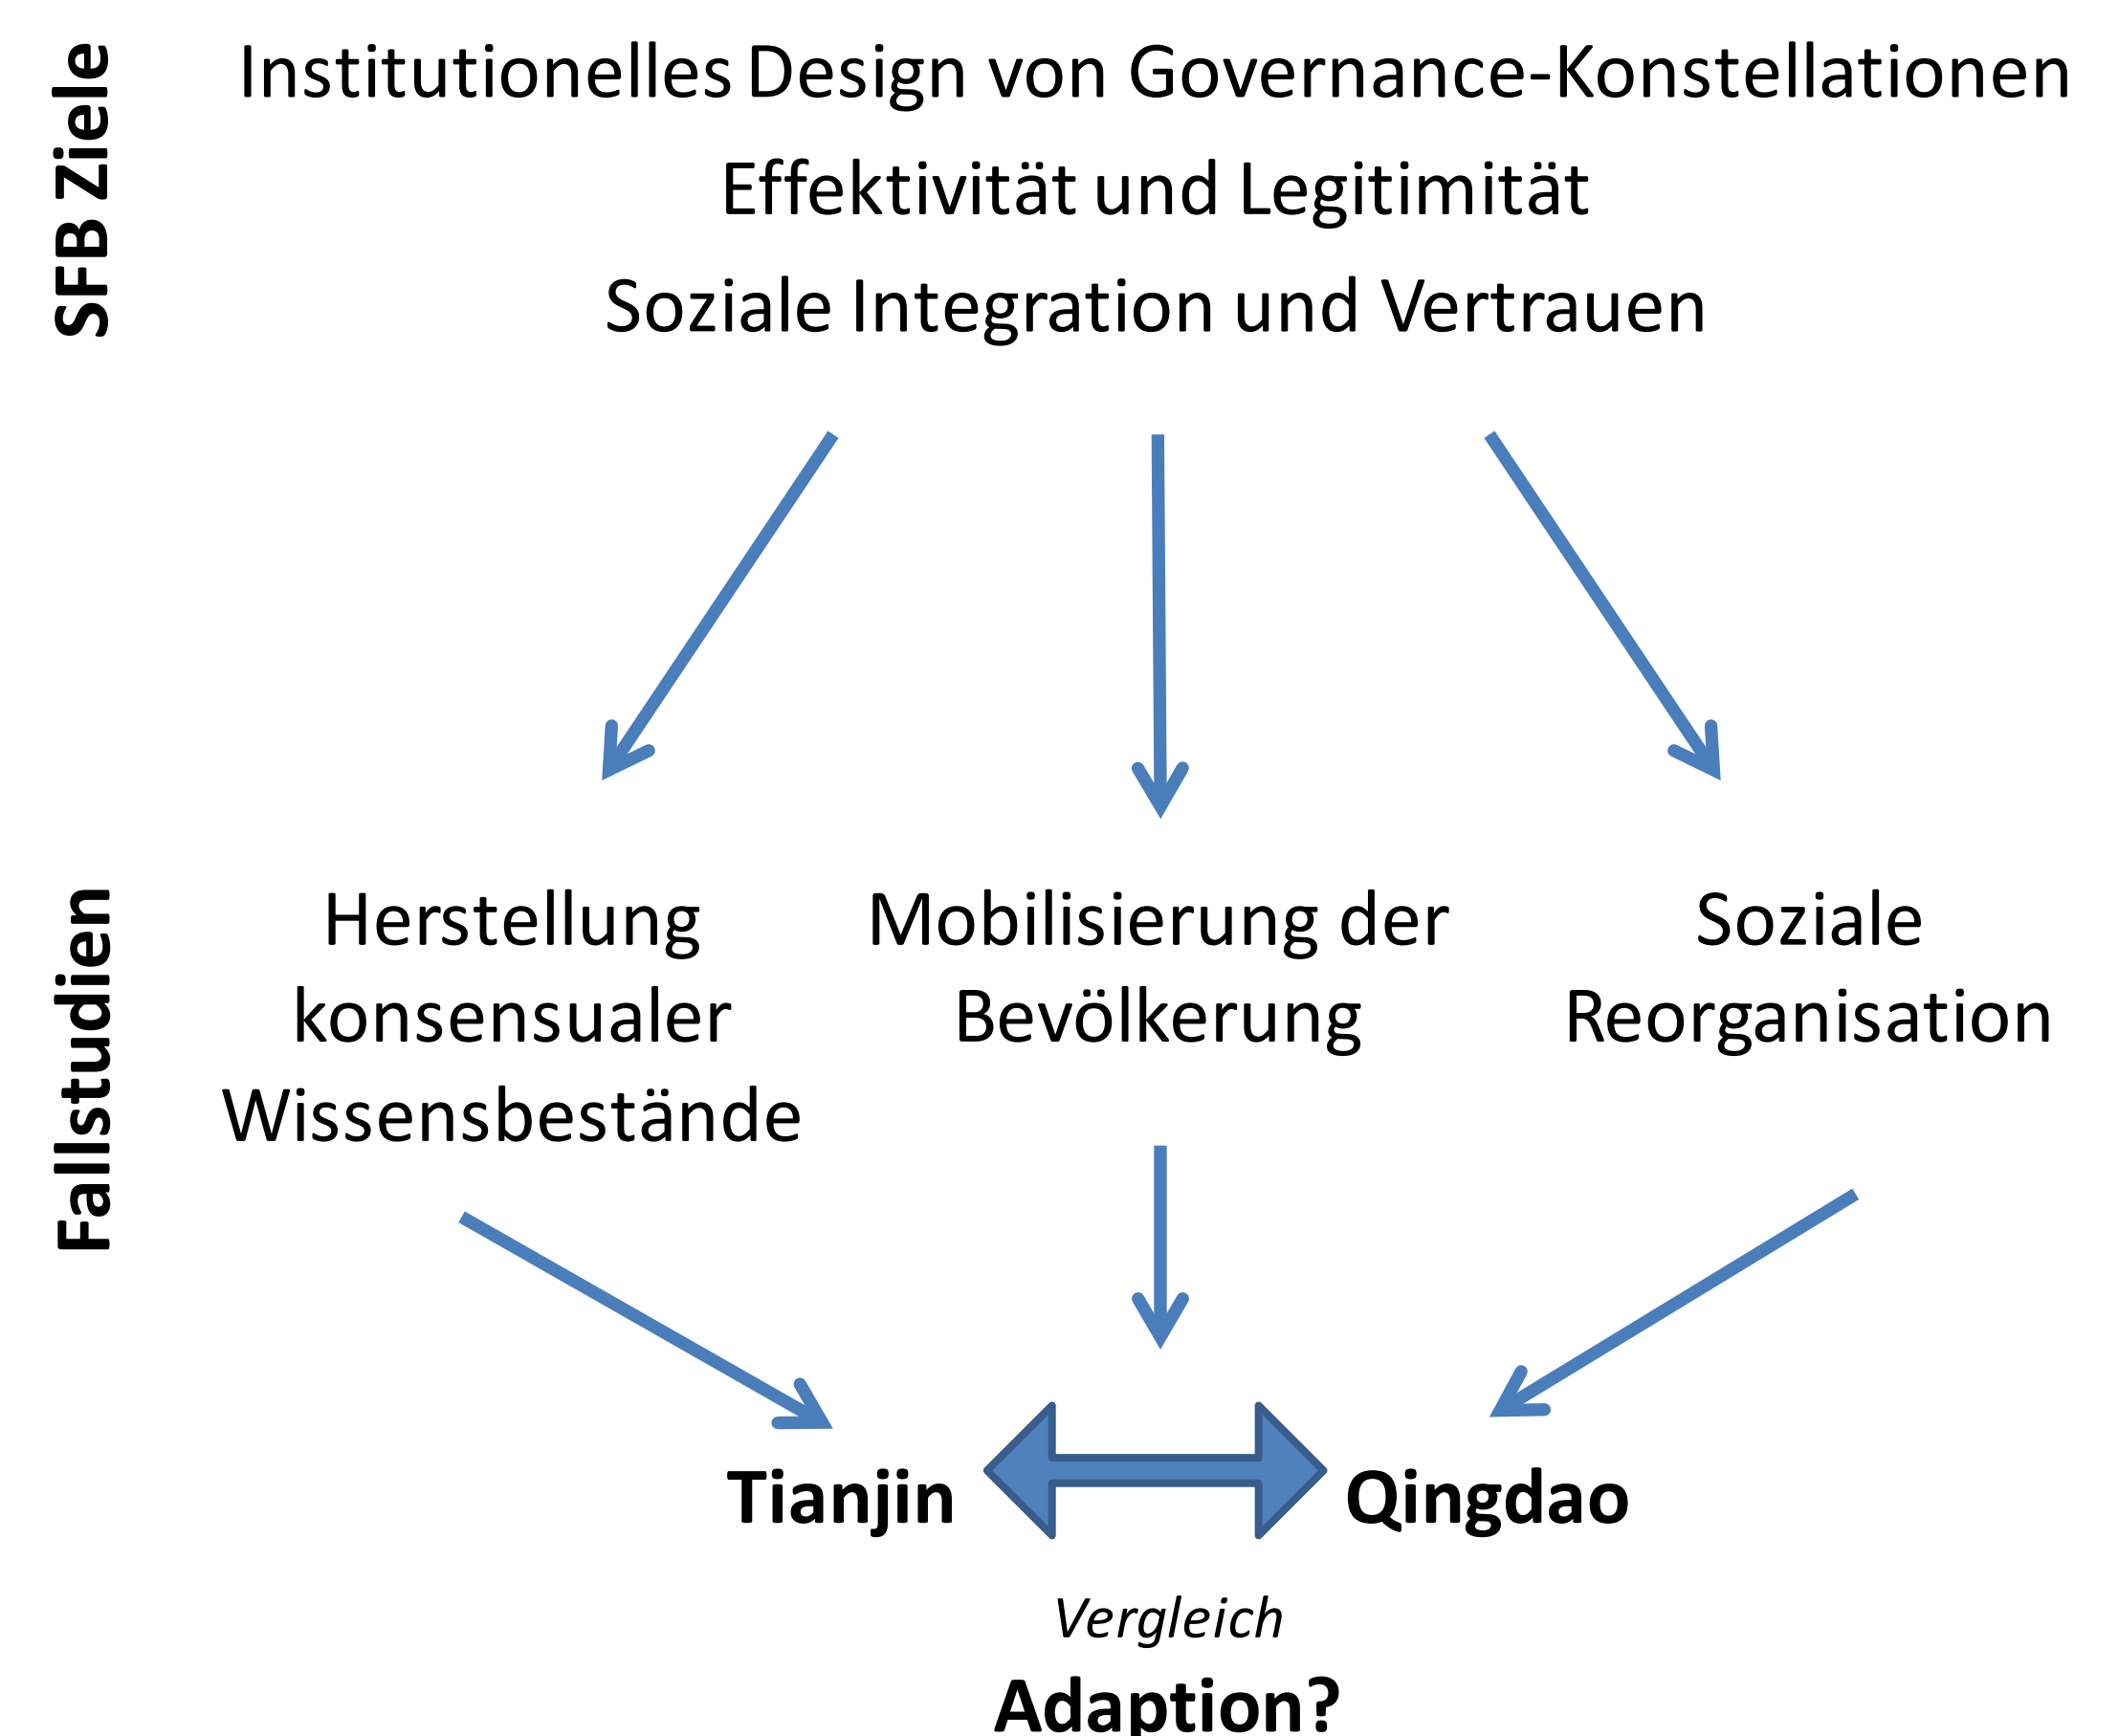 SFB Ziele
Institutionelles Design von Governance-Konstellationen
Effektivität und Legitimität
Soziale Integration und Vertrauen
Fallstudien
Herstellung
konsensualer
Wissensbestände
Mobilisierung der
Bevölkerung
Soziale
Reorganisation
Tianjin
Qingdao
Vergleich
Adaption?